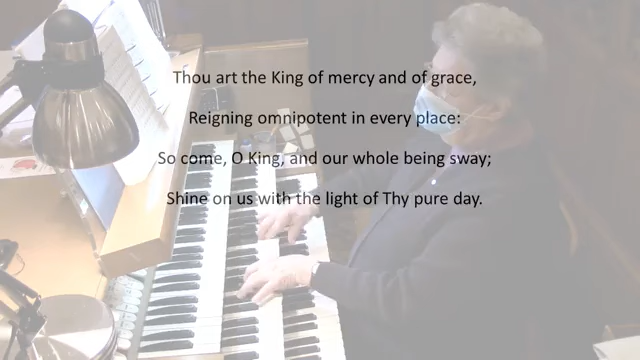 Thou art the King of mercy and of grace,
Reigning omnipotent in every place:
So come, O King, and our whole being sway;
Shine on us with the light of Thy pure day.